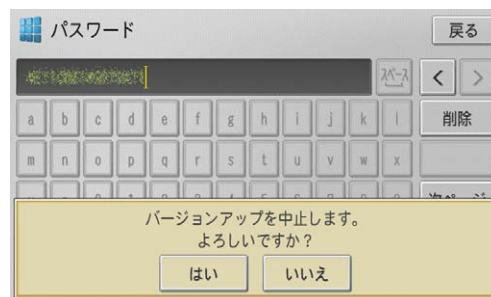 パスワード
戻る
スペース
< >
a b c d e f g h i j k l
削除
m n o p q r s t u v w x
バージョンアップを中止します。
よろしいですか？
はい いいえ